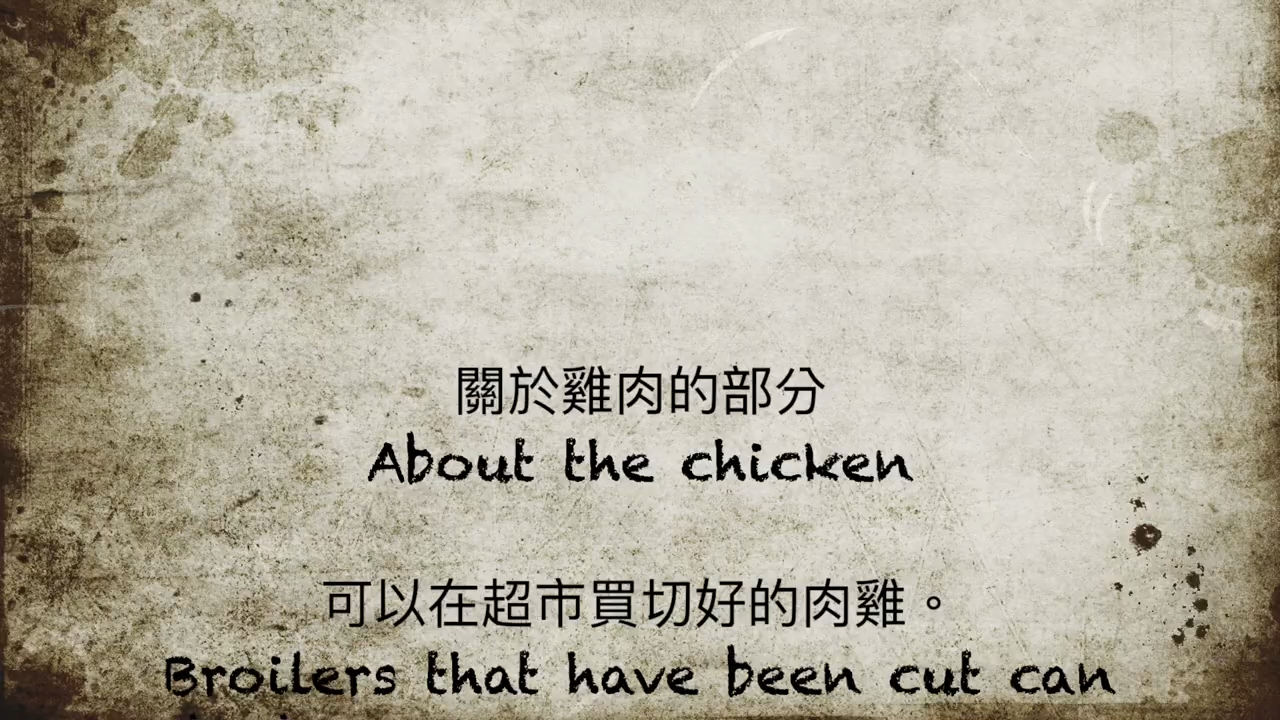 關於雞肉的部分
About the chicken
可以在超市買切好的肉雞。
Broilers that have been cut can